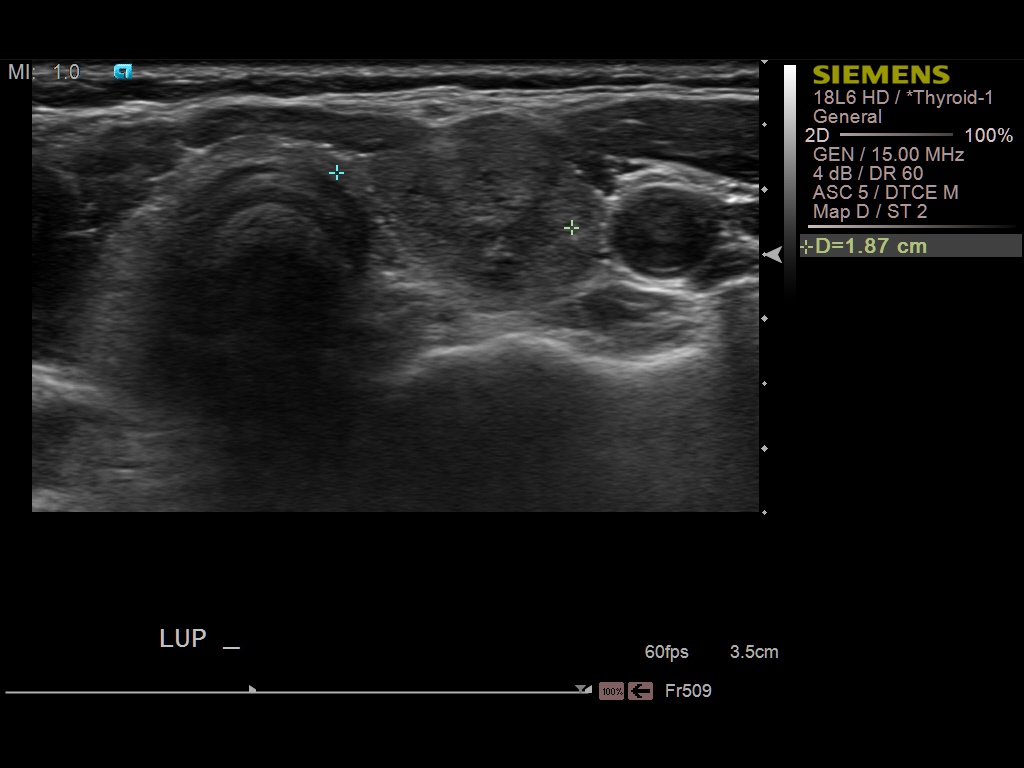 MI: 1.0
SIEMENS
18L6 HD / *Thyroid-1
General
2D 100%
GEN / 15.00 MHz
4 dB / DR 60
ASC 5 / DTCE M
Map D / ST 2
D=1.87 cm
LUP _
60fps 3.5cm
100% Fr509